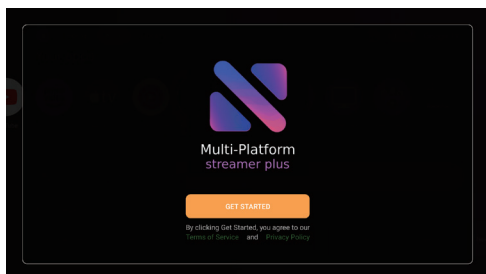 Multi-Platform
streamer plus
GET STARTED
By clicking Get Started, you agree to our
Terms of Service and Privacy Policy